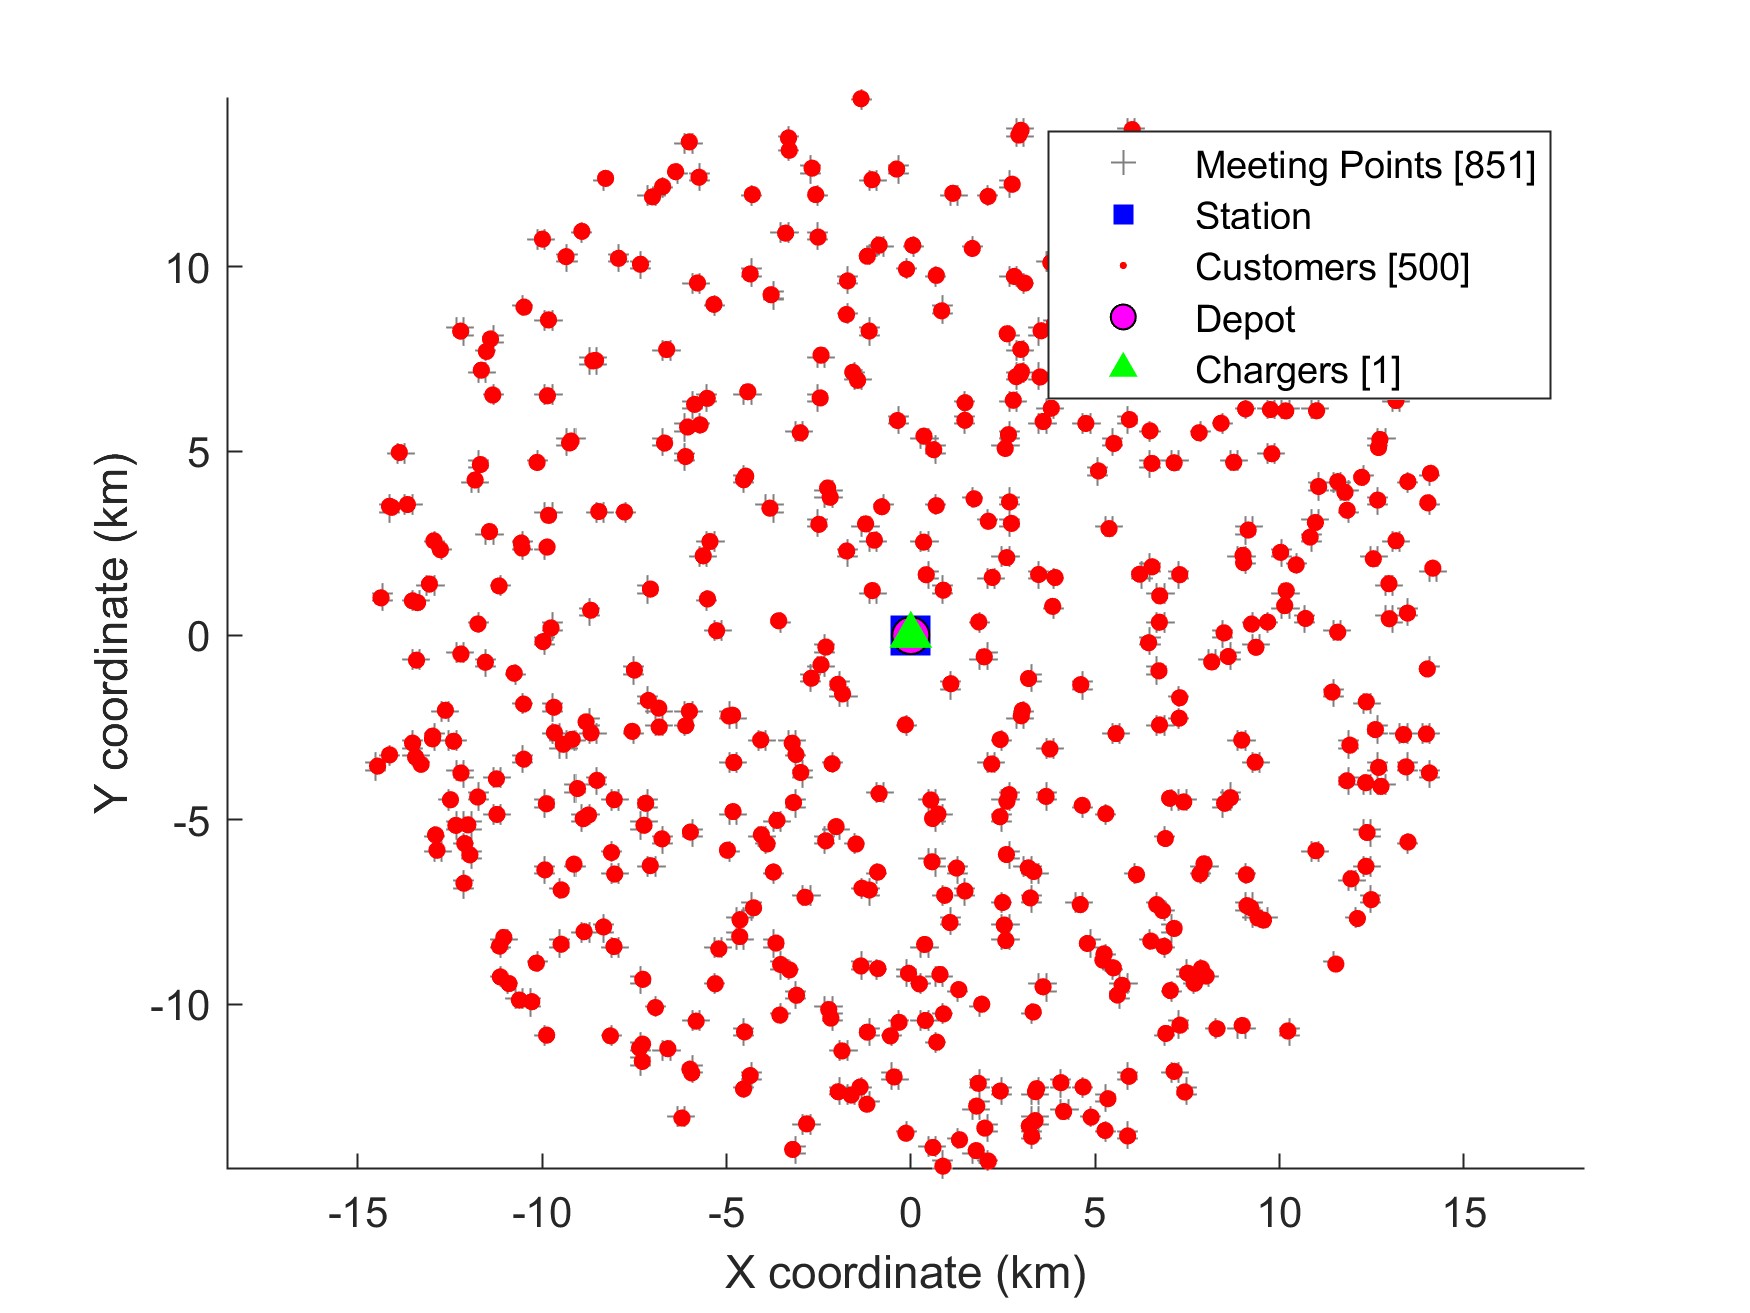 Meeting Points [851]
Station
Customers [500]
Depot
Chargers [1]
10
5
0
-5
-10
Y coordinate (km)
-15
-10
-5
0
5
10
15
X coordinate (km)